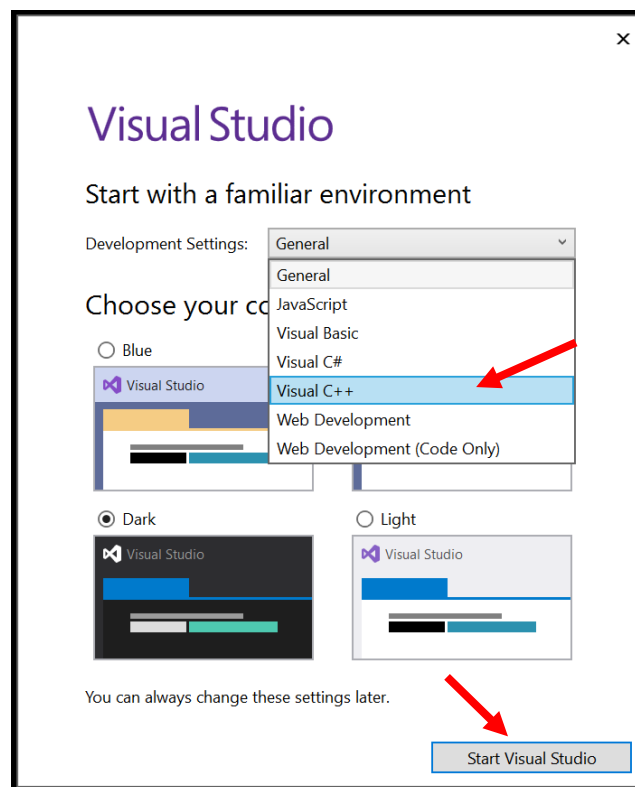 ×
Visual Studio
Start with a familiar environment
Development Settings: General
General
JavaScript
Visual Basic
Visual C#
Visual C++
Web Development
Web Development (Code Only)
Choose your co
Blue
Visual Studio
Dark
Light
Visual Studio
Visual Studio
You can always change these settings later.
Start Visual Studio